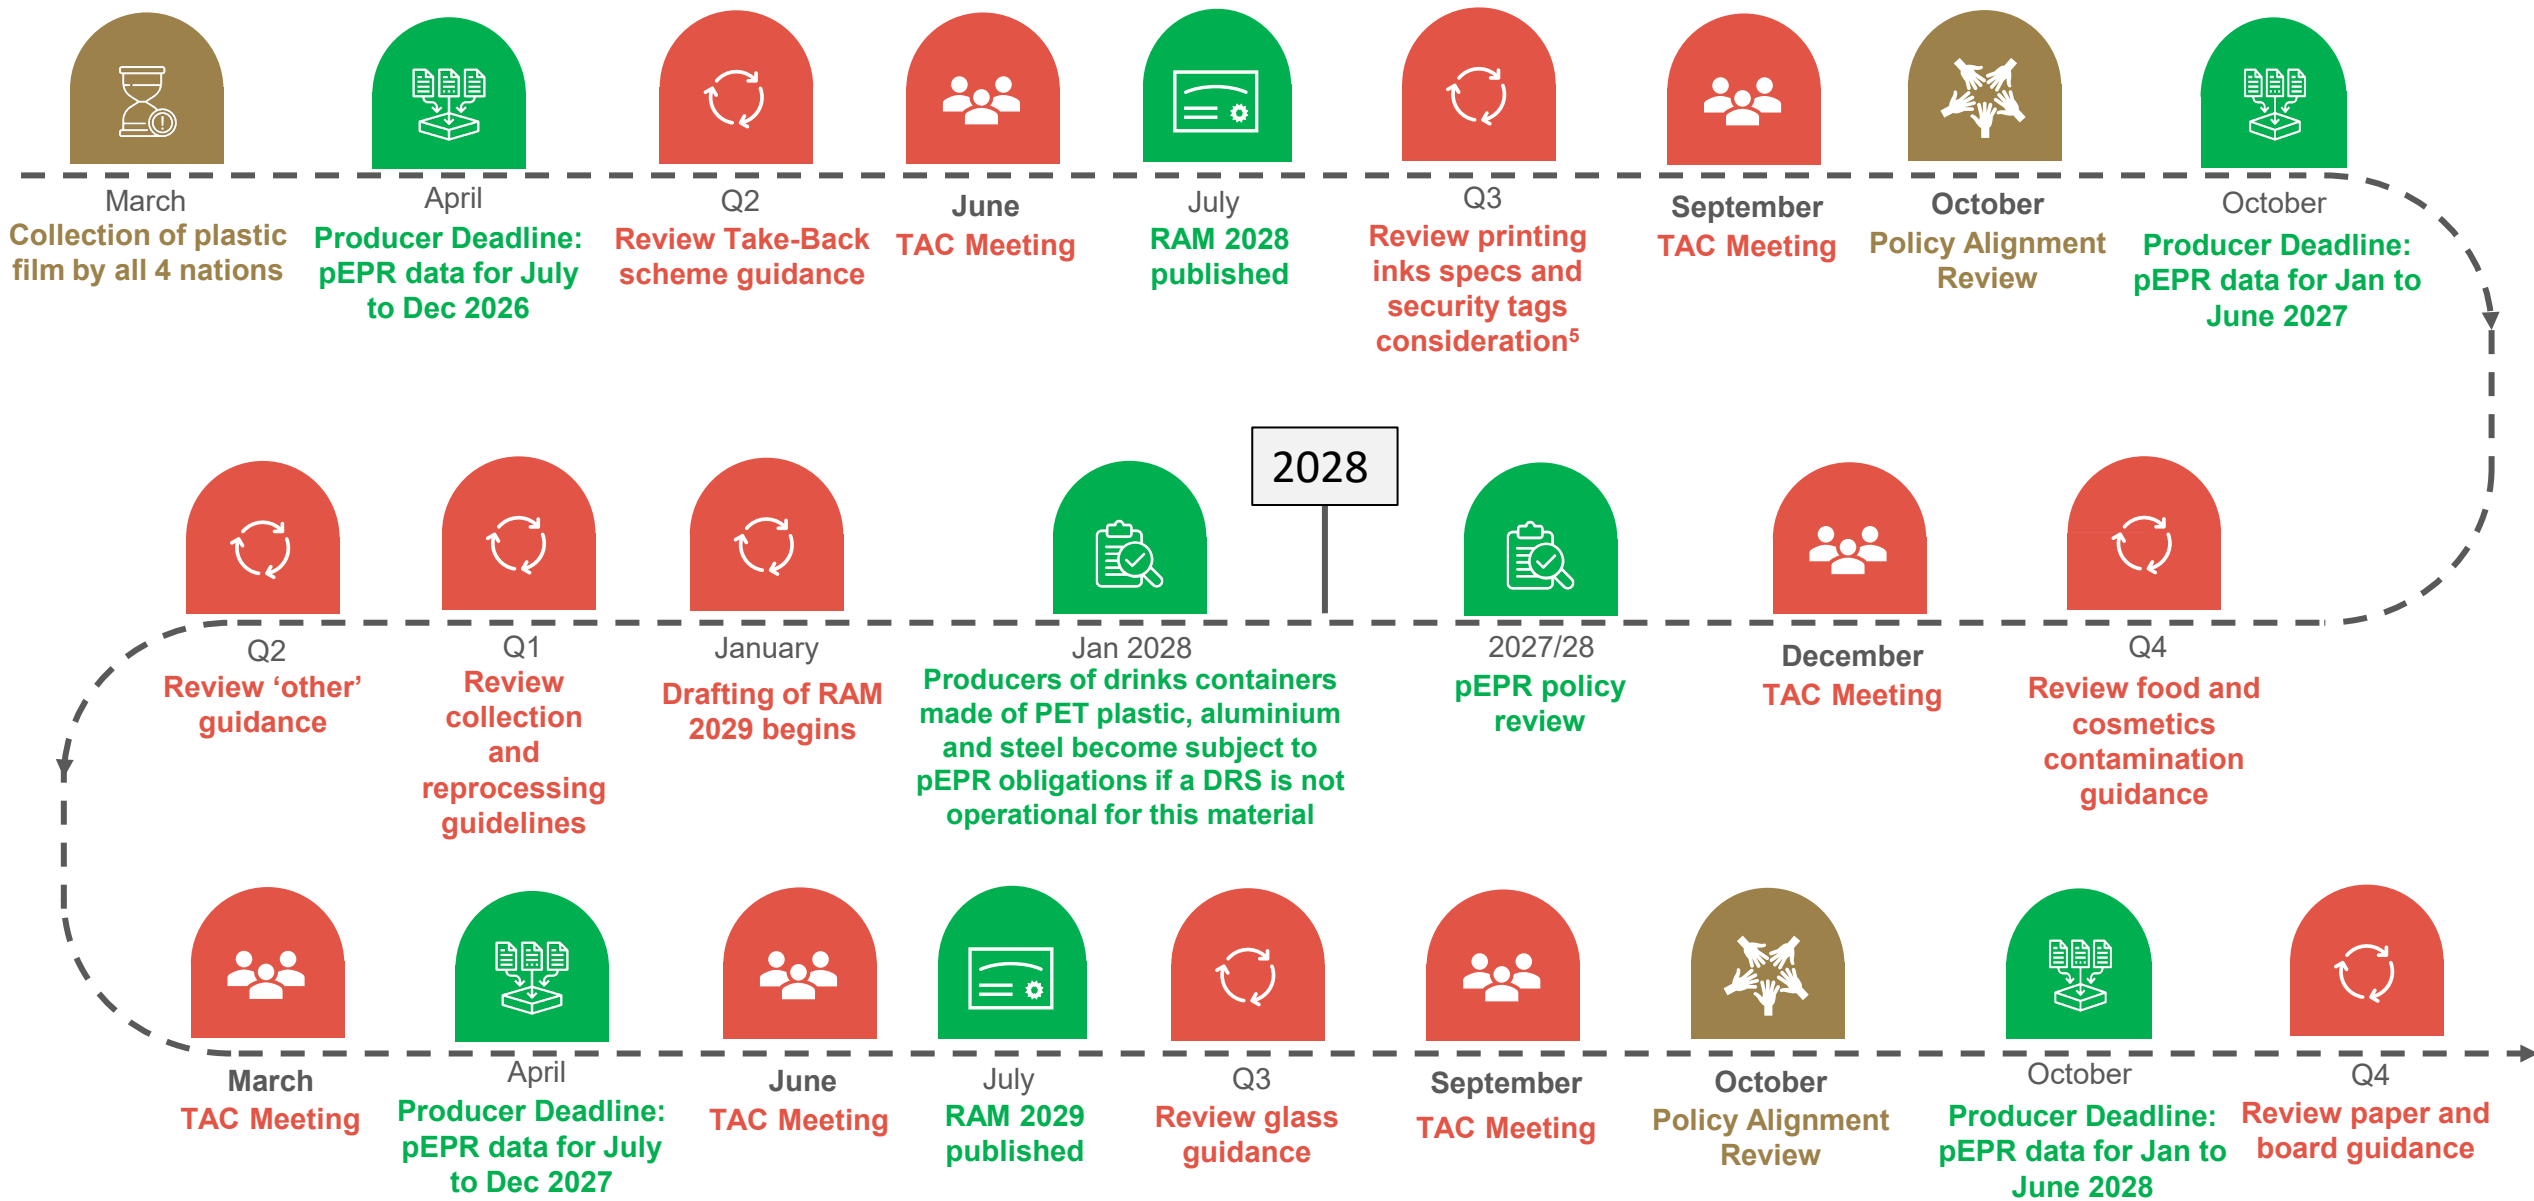 March
Collection of plastic
film by all 4 nations
April
Producer Deadline:
pEPR data for July
to Dec 2026
Q2
Review Take-Back
scheme guidance
June
TAC Meeting
July
RAM 2028
published
Q3
Review printing
inks specs and
security tags
consideration⁵
September
TAC Meeting
October
Policy Alignment
Review
October
Producer Deadline:
pEPR data for Jan to
June 2027
Q2
Review ‘other’
guidance
Q1
Review
collection
and
reprocessing
guidelines
January
Drafting of RAM
2029 begins
Jan 2028
Producers of drinks containers
made of PET plastic, aluminium
and steel become subject to
pEPR obligations if a DRS is not
operational for this material
2028
2027/28
pEPR policy
review
December
TAC Meeting
Q4
Review food and
cosmetics
contamination
guidance
March
TAC Meeting
April
Producer Deadline:
pEPR data for July
to Dec 2027
June
TAC Meeting
July
RAM 2029
published
Q3
Review glass
guidance
September
TAC Meeting
October
Policy Alignment
Review
October
Producer Deadline:
pEPR data for Jan to
June 2028
Q4
Review paper and
board guidance